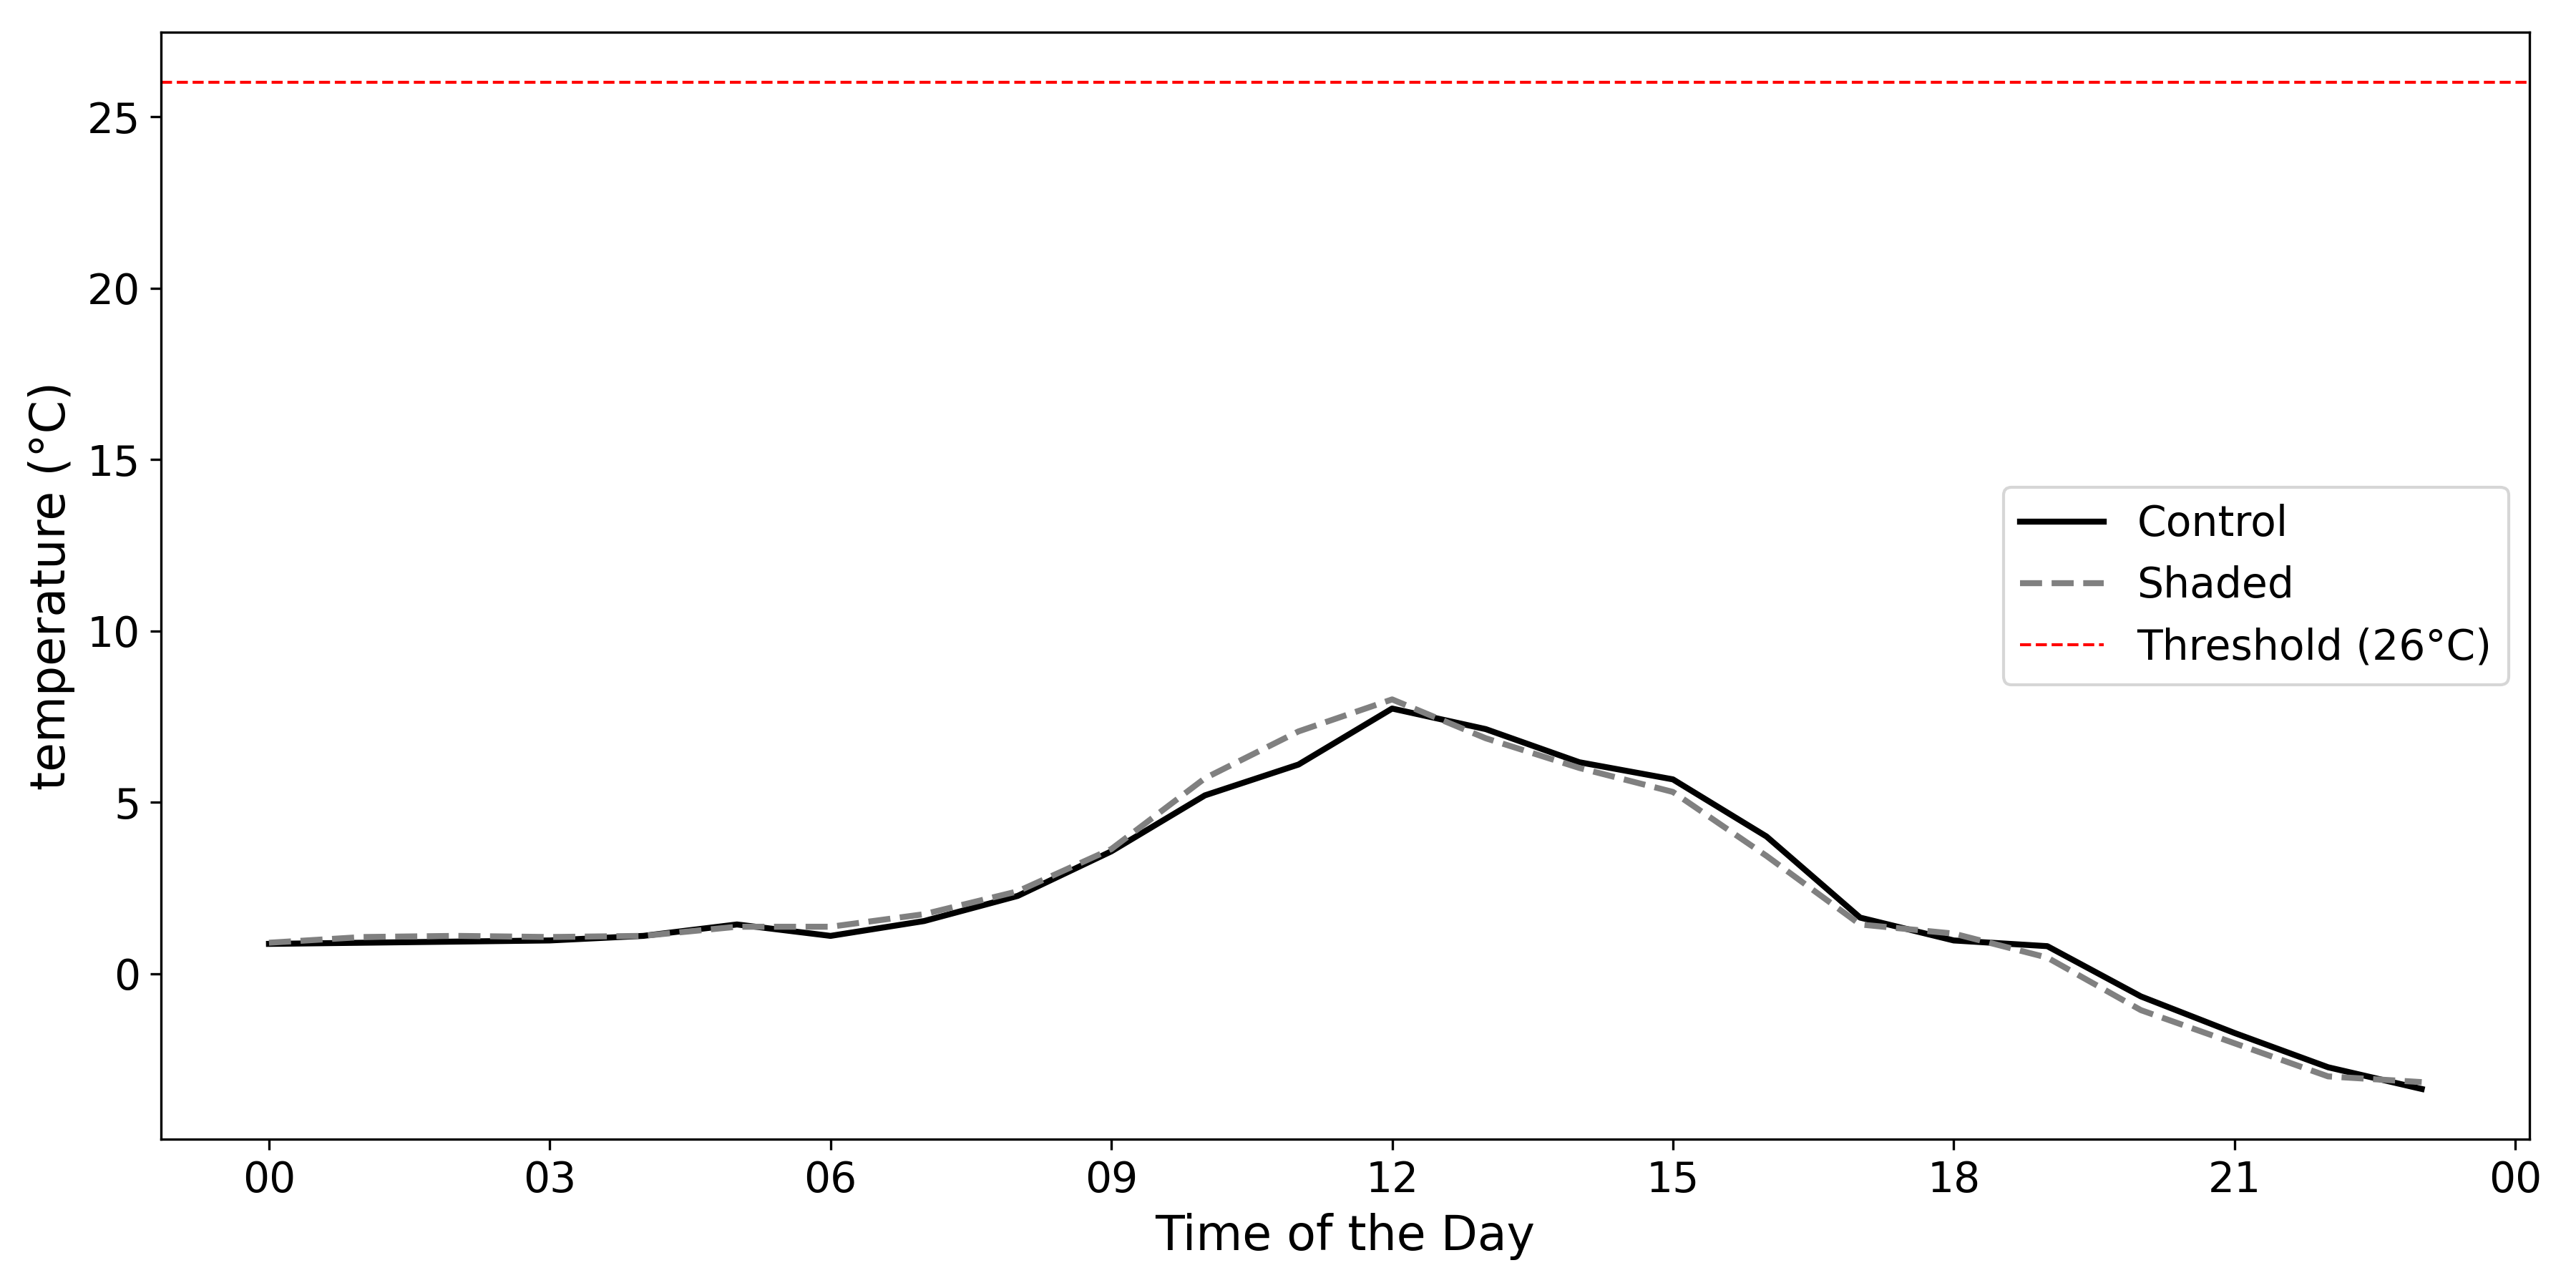 25
20
15
10
5
0
temperature (°C)
Control
Shaded
Threshold (26°C)
00 03 06 09 12 15 18 21 00
Time of the Day